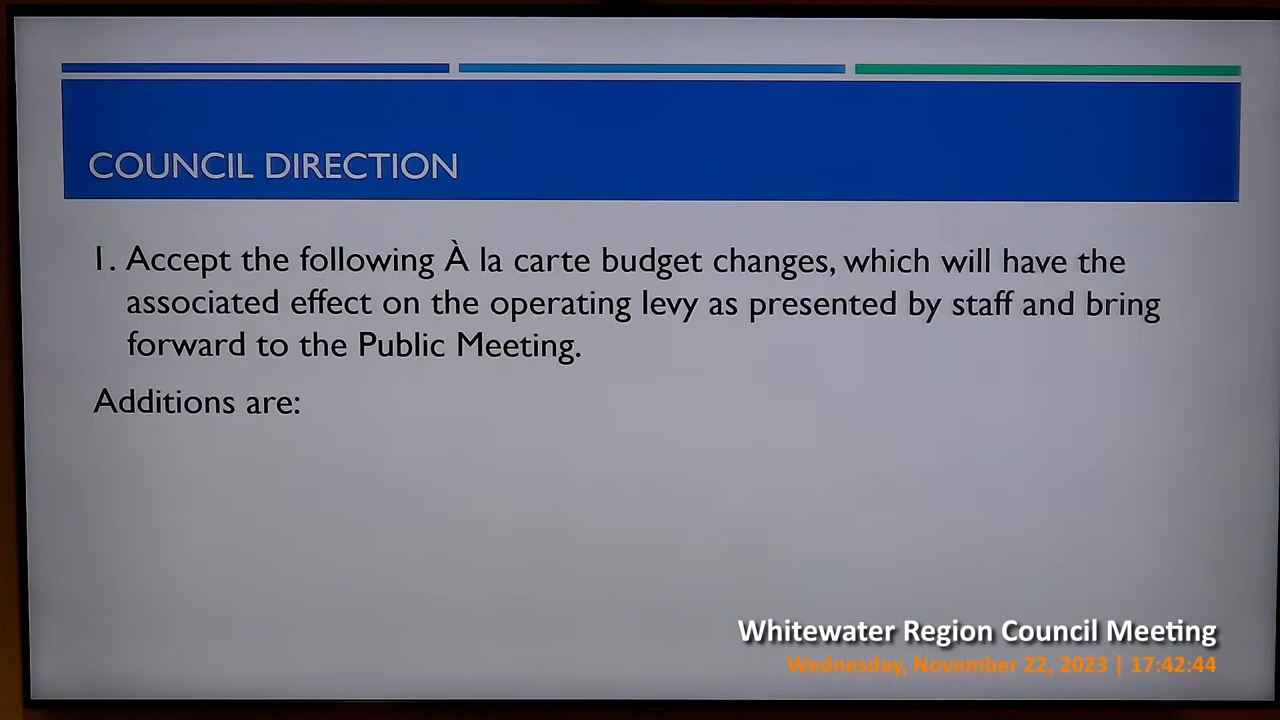 COUNCIL DIRECTION
1. Accept the following À la carte budget changes, which will have the
associated effect on the operating levy as presented by staff and bring
forward to the Public Meeting.
Additions are:
Whitewater Region Council Meeting
Wednesday, November 22, 2023 | 17:42:44